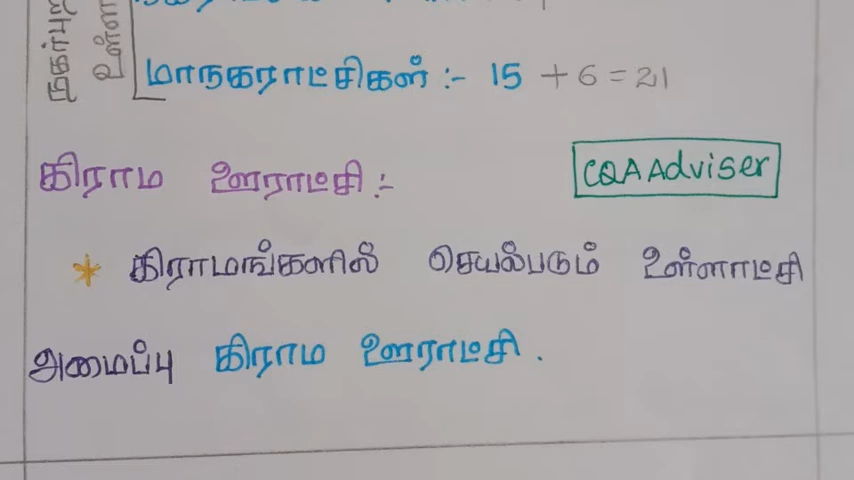 மாநகராட்சிகள் :- 15 + 6 = 21
கிராம ஊராட்சி :-
CQA Adviser
* கிராமங்களில் செயல்படும் உள்ளாட்சி
அமைப்பு கிராம ஊராட்சி .